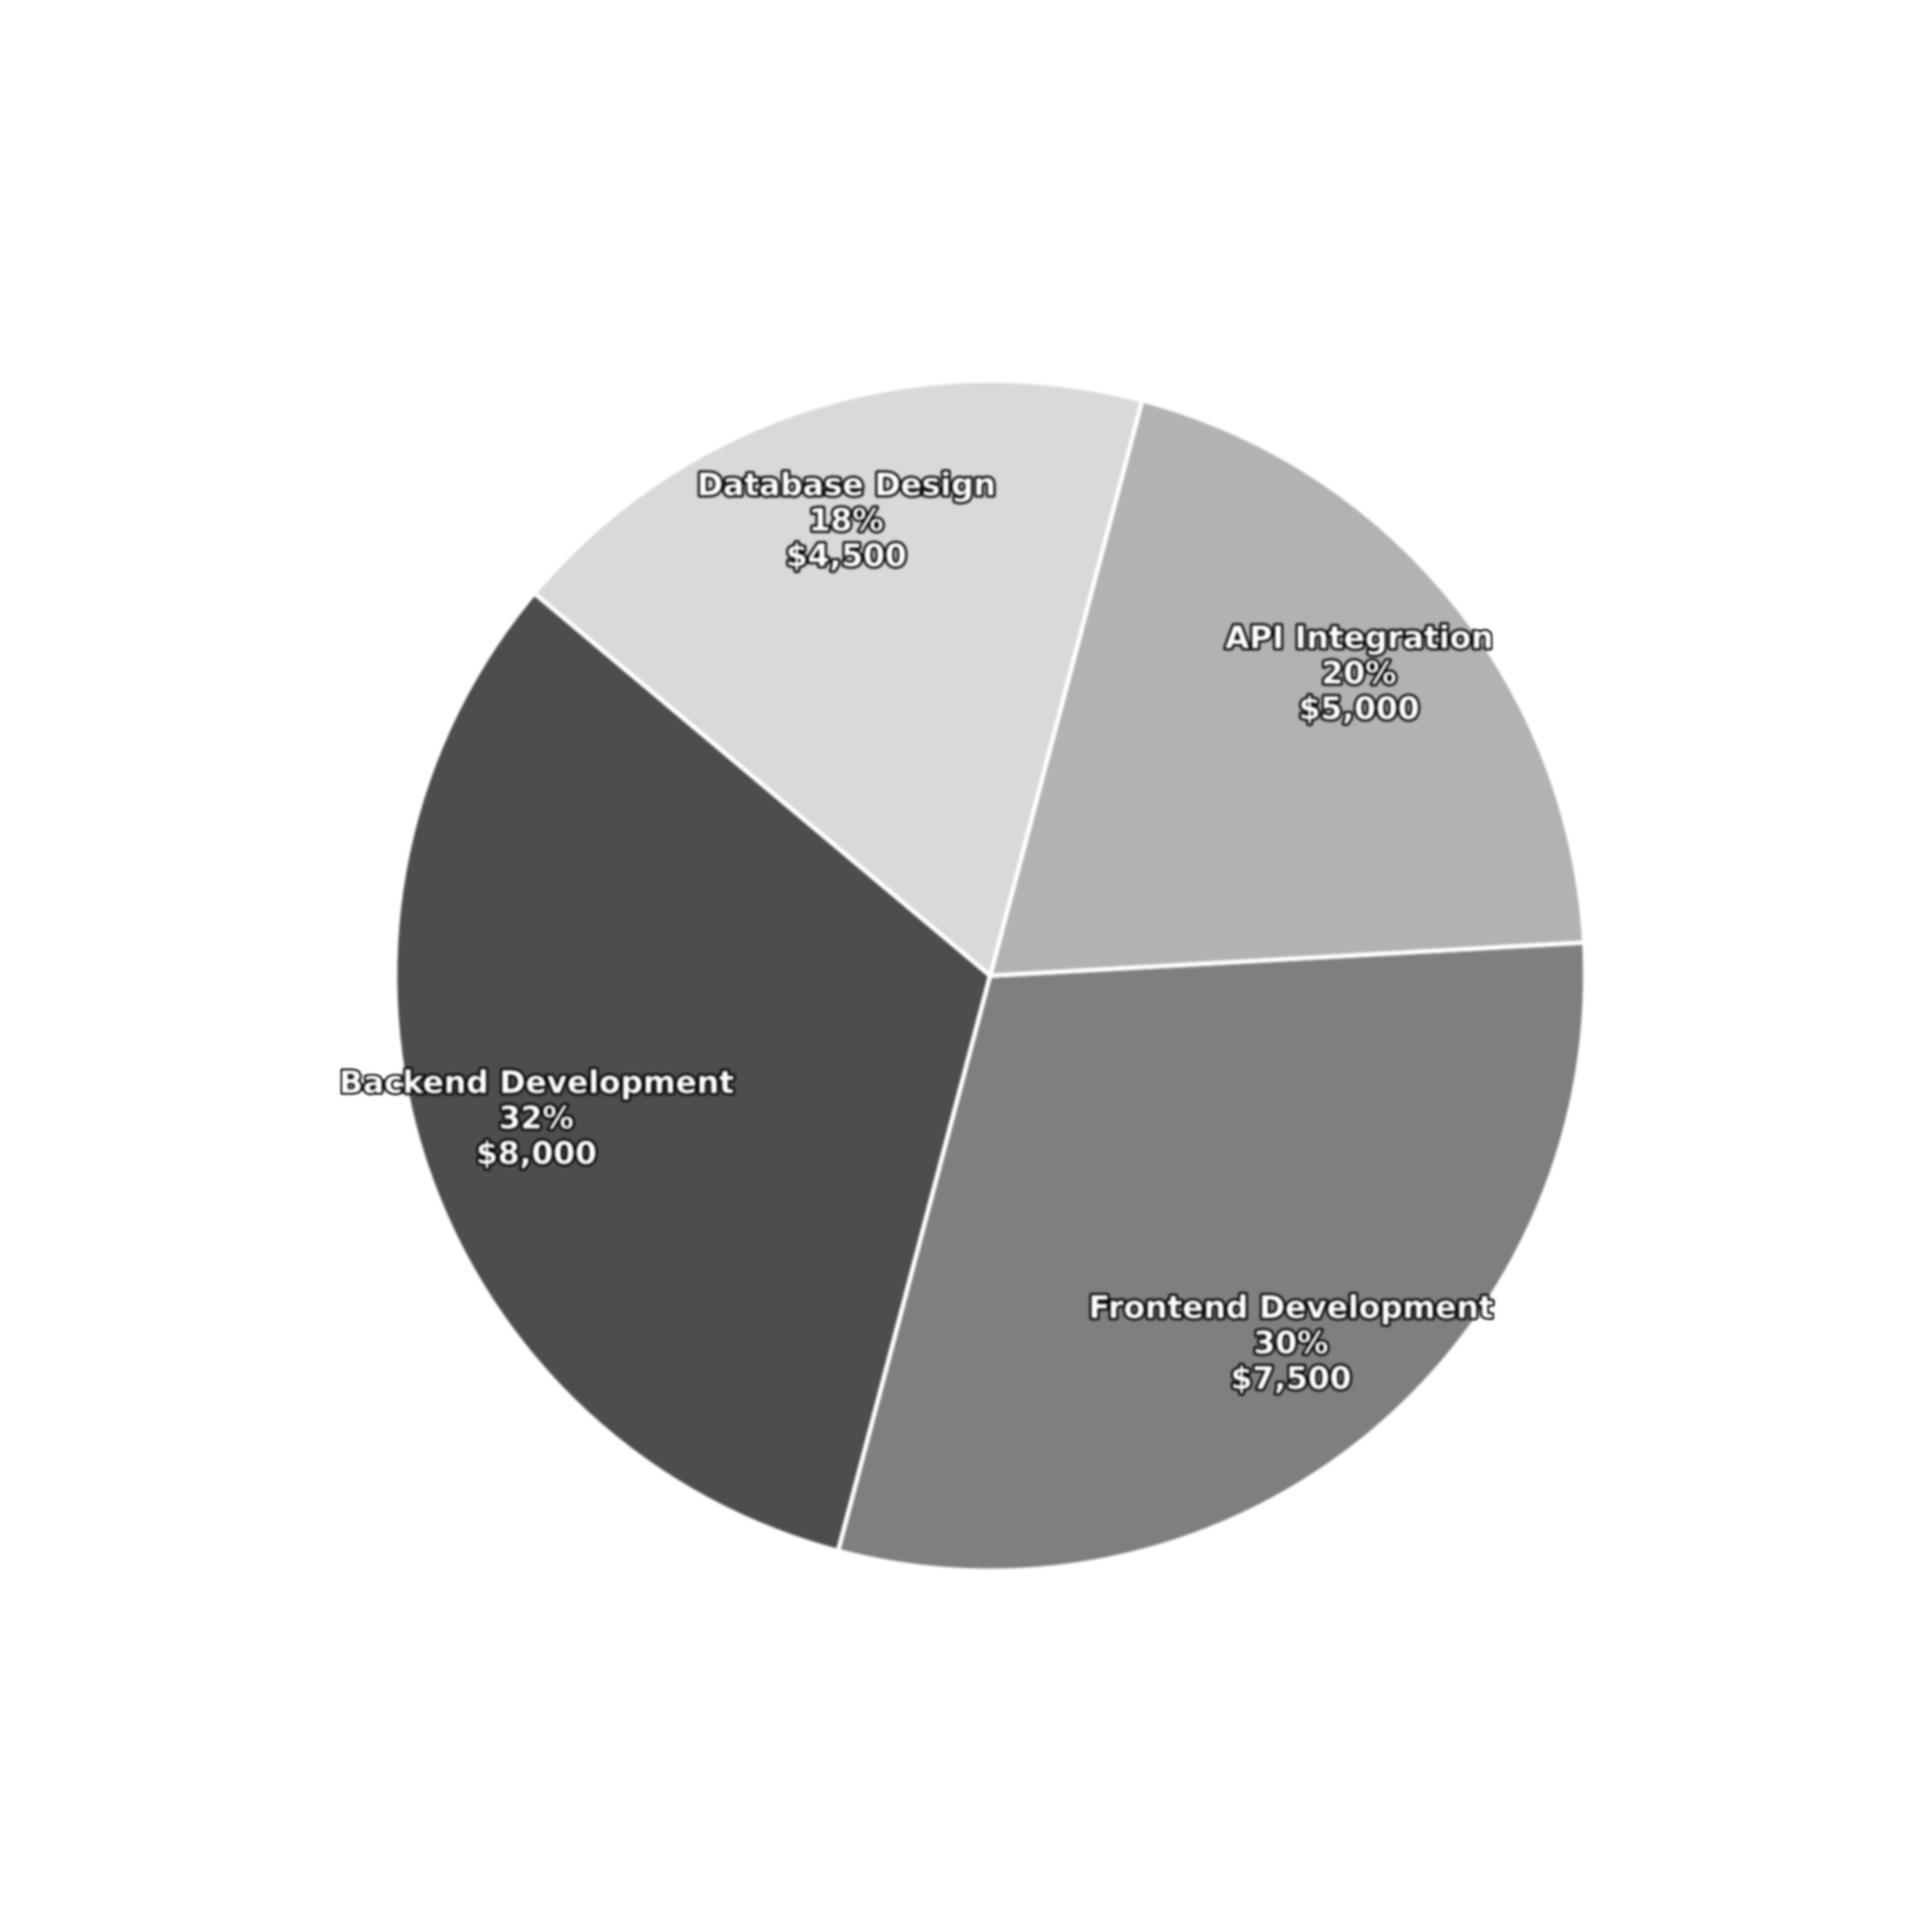 Database Design
18%
$4,500
API Integration
20%
$5,000
Backend Development
32%
$8,000
Frontend Development
30%
$7,500